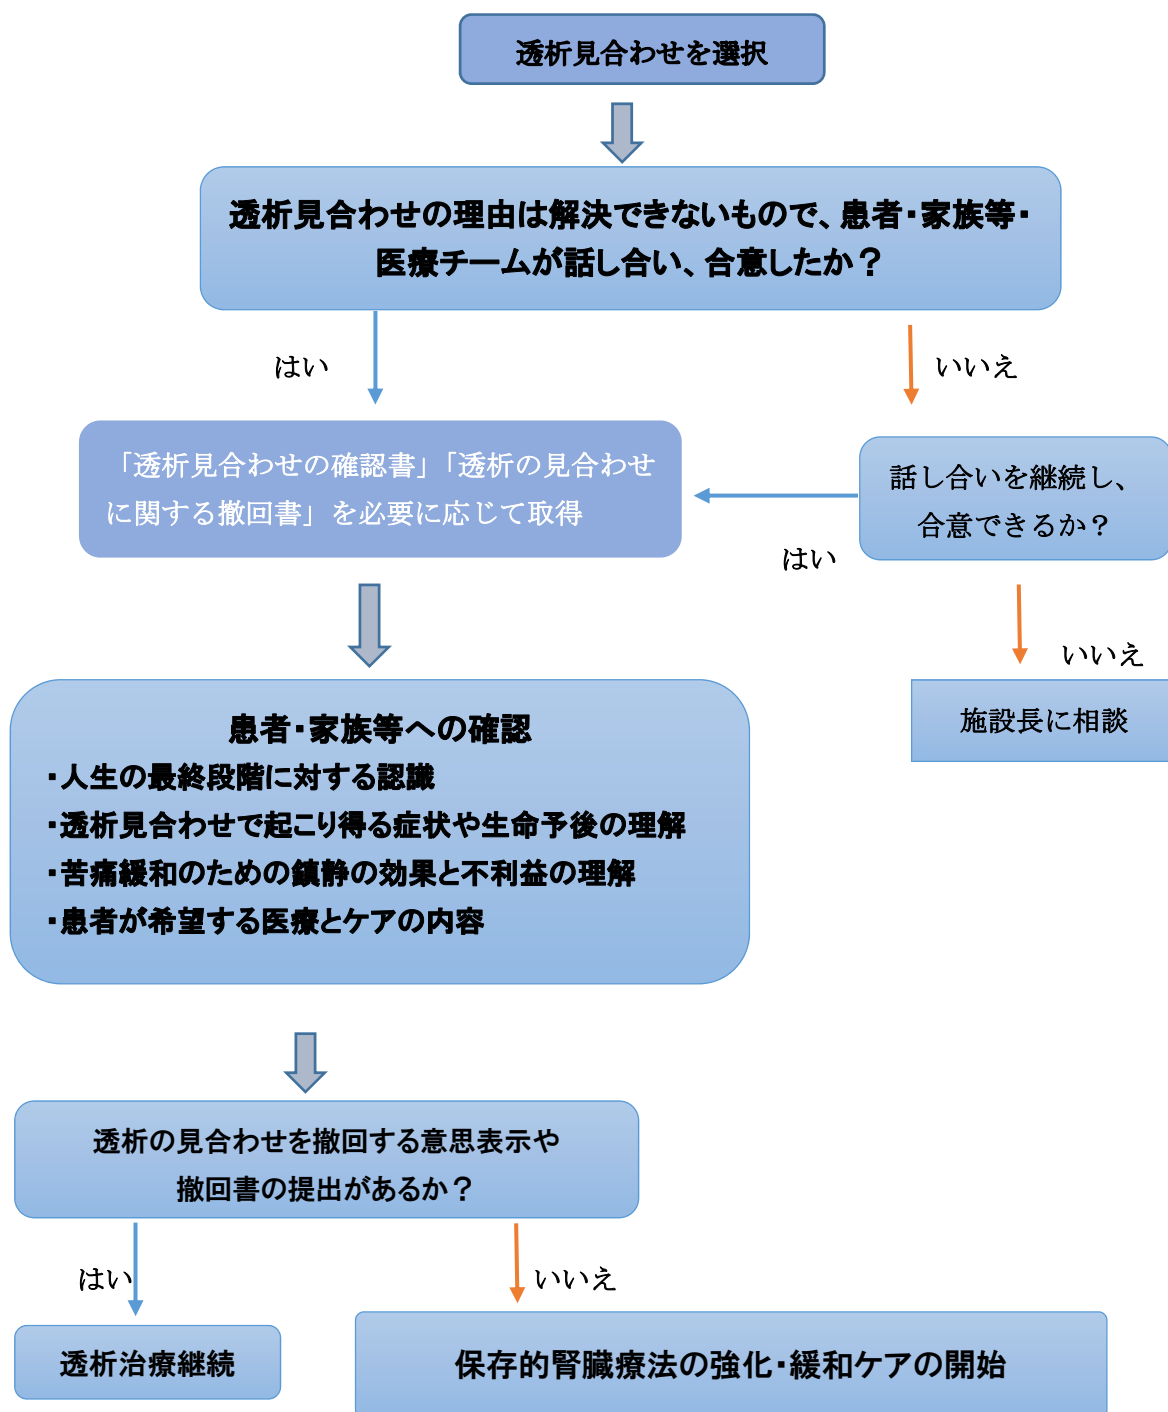 透析見合わせを選択
透析見合わせの理由は解決できないもので、患者・家族等・
医療チームが話し合い、合意したか？
はい
いいえ
「透析見合わせの確認書」「透析の見合わせ
に関する撤回書」を必要に応じて取得
話し合いを継続し、
合意できるか？
はい
いいえ
施設長に相談
患者・家族等への確認
・人生の最終段階に対する認識
・透析見合わせで起こり得る症状や生命予後の理解
・苦痛緩和のための鎮静の効果と不利益の理解
・患者が希望する医療とケアの内容
透析の見合わせを撤回する意思表示や
撤回書の提出があるか？
はい
いいえ
透析治療継続
保存的腎臓療法の強化・緩和ケアの開始